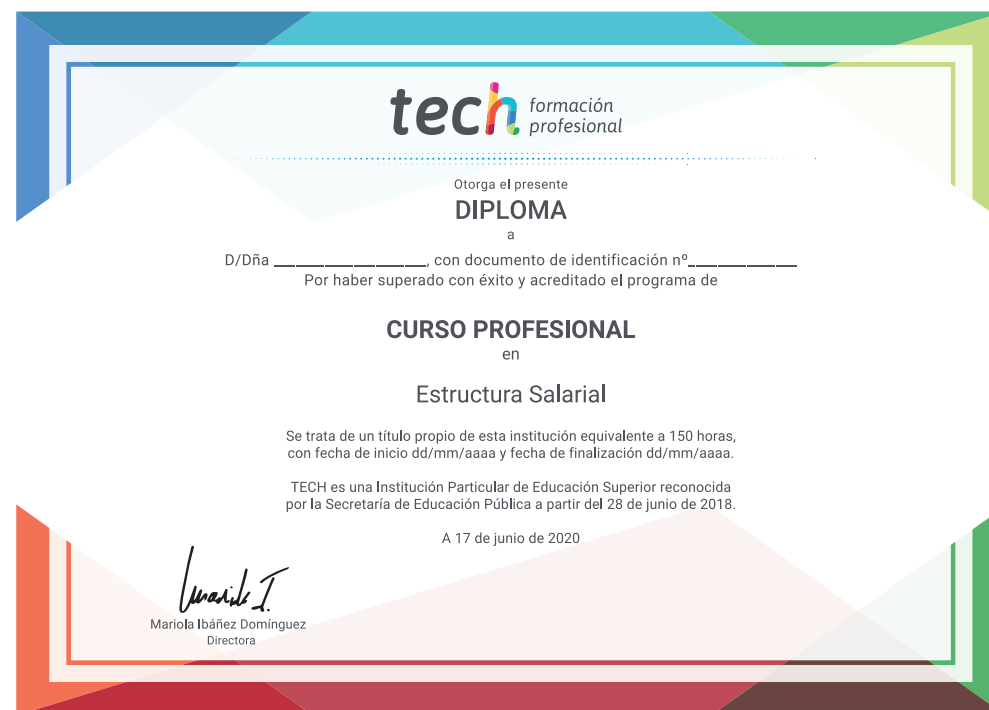 tech formación
profesional
Otorga el presente
DIPLOMA
a
D/Dña ____________________, con documento de identificación nº______________
Por haber superado con éxito y acreditado el programa de
CURSO PROFESIONAL
en
Estructura Salarial
Se trata de un título propio de esta institución equivalente a 150 horas,
con fecha de inicio dd/mm/aaaa y fecha de finalización dd/mm/aaaa.
TECH es una Institución Particular de Educación Superior reconocida
por la Secretaría de Educación Pública a partir del 28 de junio de 2018.
A 17 de junio de 2020
Mariola Ibáñez Domínguez
Directora